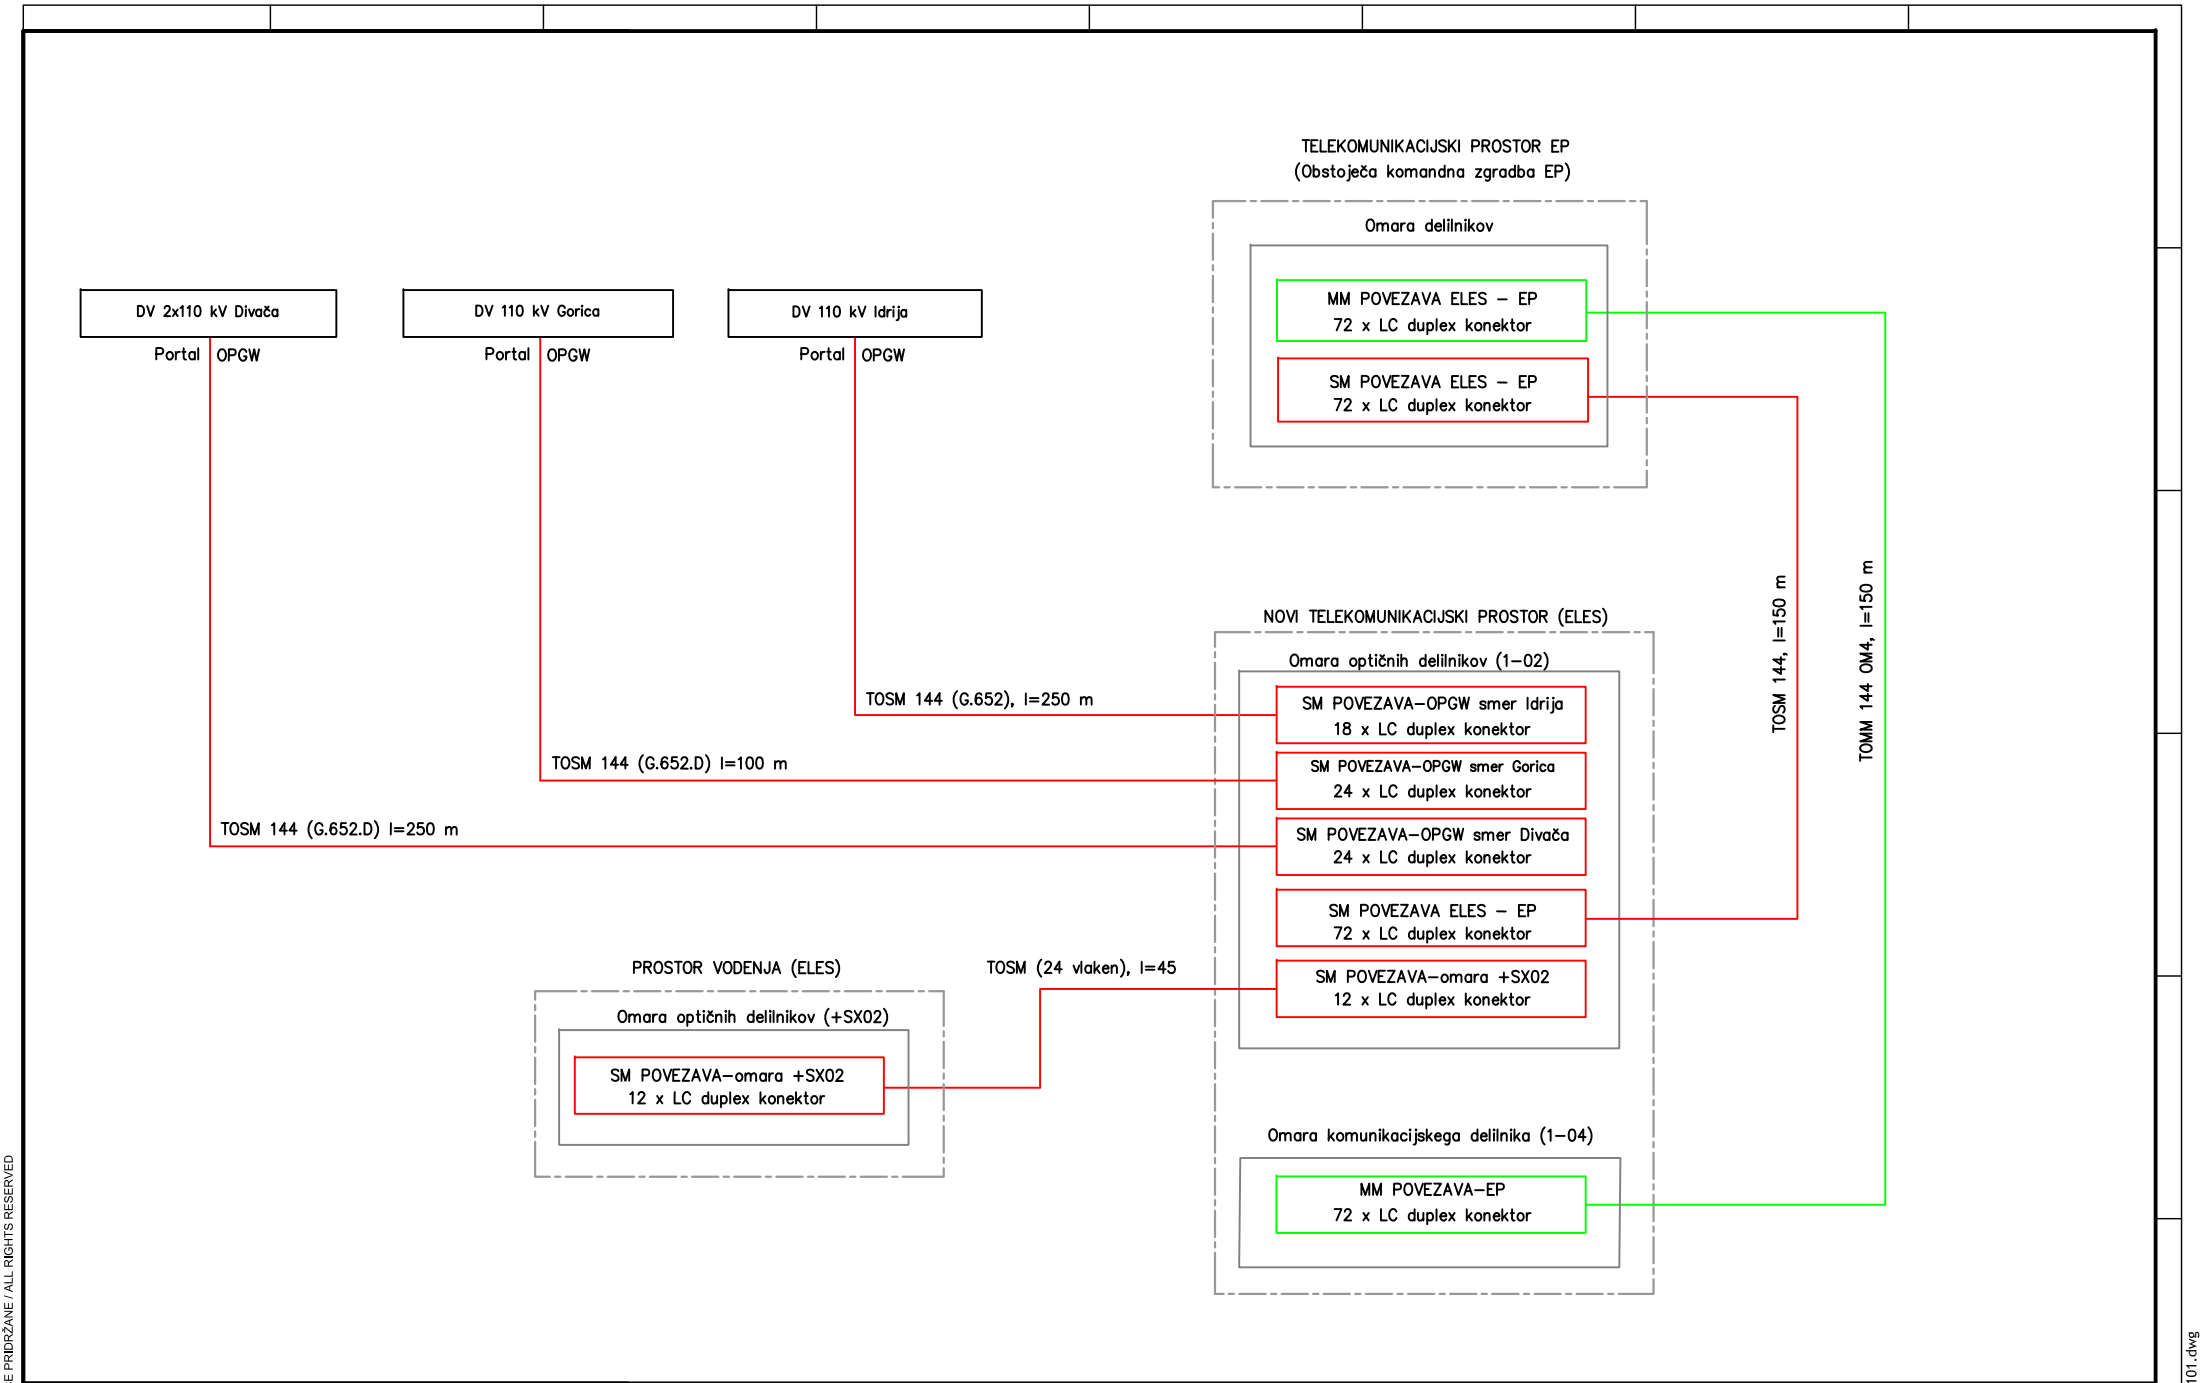 TELEKOMUNIKACIJSKI PROSTOR EP
(Obstoječa komandna zgradba EP)
Omara delilnikov
MM POVEZAVA ELES – EP
72 x LC duplex konektor
SM POVEZAVA ELES – EP
72 x LC duplex konektor
DV 2x110 kV Divača
Portal OPGW
DV 110 kV Gorica
Portal OPGW
DV 110 kV Idrija
Portal OPGW
TOSM 144, l=150 m
TOMM 144 OM4, l=150 m
NOVI TELEKOMUNIKACIJSKI PROSTOR (ELES)
Omara optičnih delilnikov (1–02)
TOSM 144 (G.652), l=250 m
SM POVEZAVA–OPGW smer Idrija
18 x LC duplex konektor
TOSM 144 (G.652.D) l=100 m
SM POVEZAVA–OPGW smer Gorica
24 x LC duplex konektor
TOSM 144 (G.652.D) l=250 m
SM POVEZAVA–OPGW smer Divača
24 x LC duplex konektor
SM POVEZAVA ELES – EP
72 x LC duplex konektor
TOSM (24 vlaken), l=45
SM POVEZAVA–omara +SX02
12 x LC duplex konektor
PROSTOR VODENJA (ELES)
Omara optičnih delilnikov (+SX02)
SM POVEZAVA–omara +SX02
12 x LC duplex konektor
Omara komunikacijskega delilnika (1–04)
MM POVEZAVA–EP
72 x LC duplex konektor
E PRIDRŽANE / ALL RIGHTS RESERVED
101.dwg